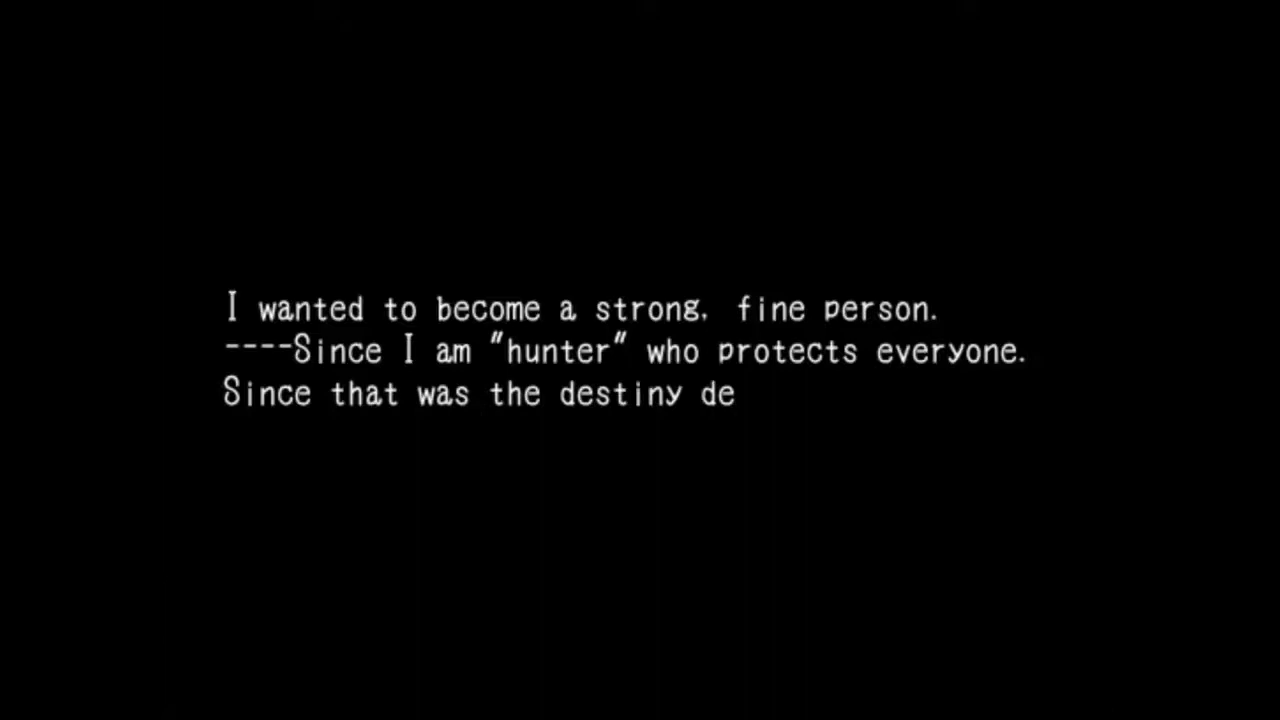 I wanted to become a strong, fine person.
----Since I am "hunter" who protects everyone.
Since that was the destiny de